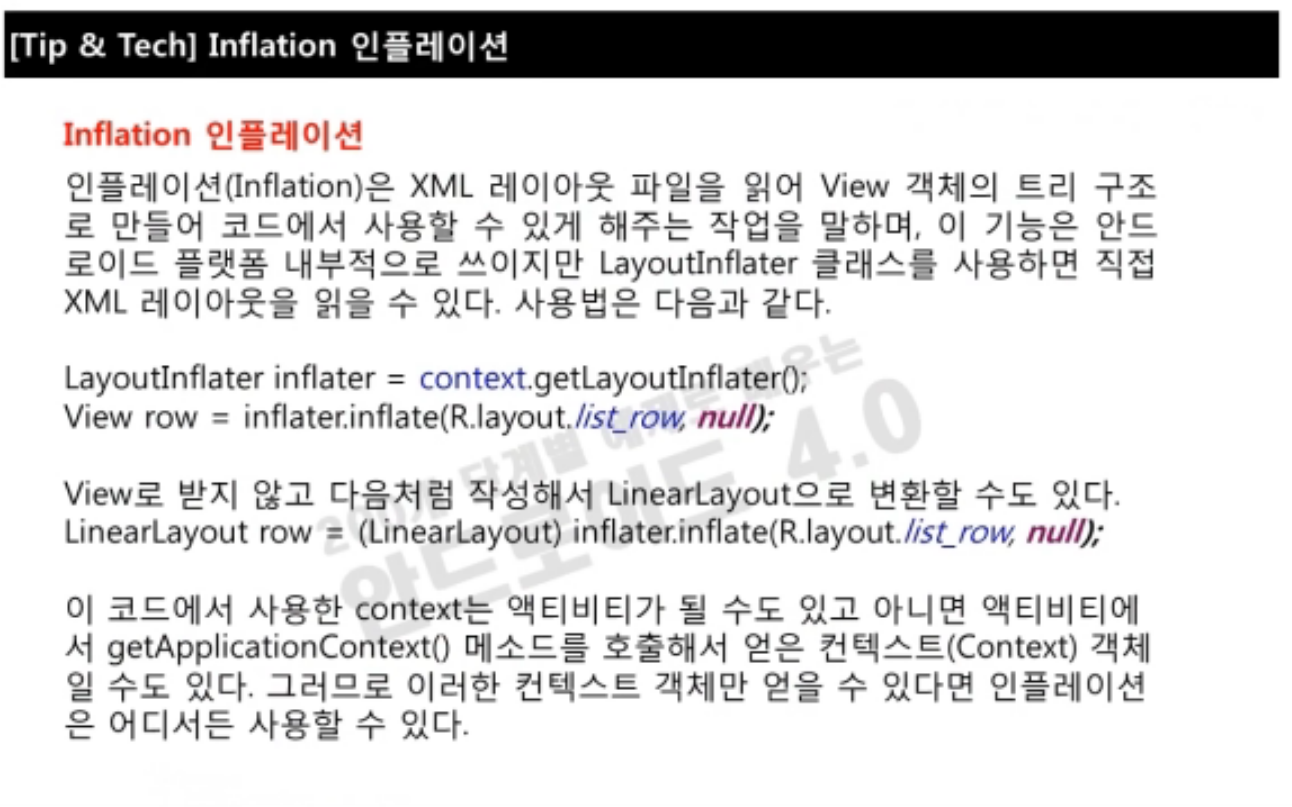 [Tip & Tech] Inflation 인플레이션
Inflation 인플레이션
인플레이션(Inflation)은 XML 레이아웃 파일을 읽어 View 객체의 트리 구조
로 만들어 코드에서 사용할 수 있게 해주는 작업을 말하며, 이 기능은 안드
로이드 플랫폼 내부적으로 쓰이지만 LayoutInflater 클래스를 사용하면 직접
XML 레이아웃을 읽을 수 있다. 사용법은 다음과 같다.
LayoutInflater inflater = context.getLayoutInflater();
View row = inflater.inflate(R.layout.list_row, null);
View로 받지 않고 다음처럼 작성해서 LinearLayout으로 변환할 수도 있다.
LinearLayout row = (LinearLayout) inflater.inflate(R.layout.list_row, null);
이 코드에서 사용한 context는 액티비티가 될 수도 있고 아니면 액티비티에
서 getApplicationContext() 메소드를 호출해서 얻은 컨텍스트(Context) 객체
일 수도 있다. 그러므로 이러한 컨텍스트 객체만 얻을 수 있다면 인플레이션
은 어디서든 사용할 수 있다.
안드로이드 4.0